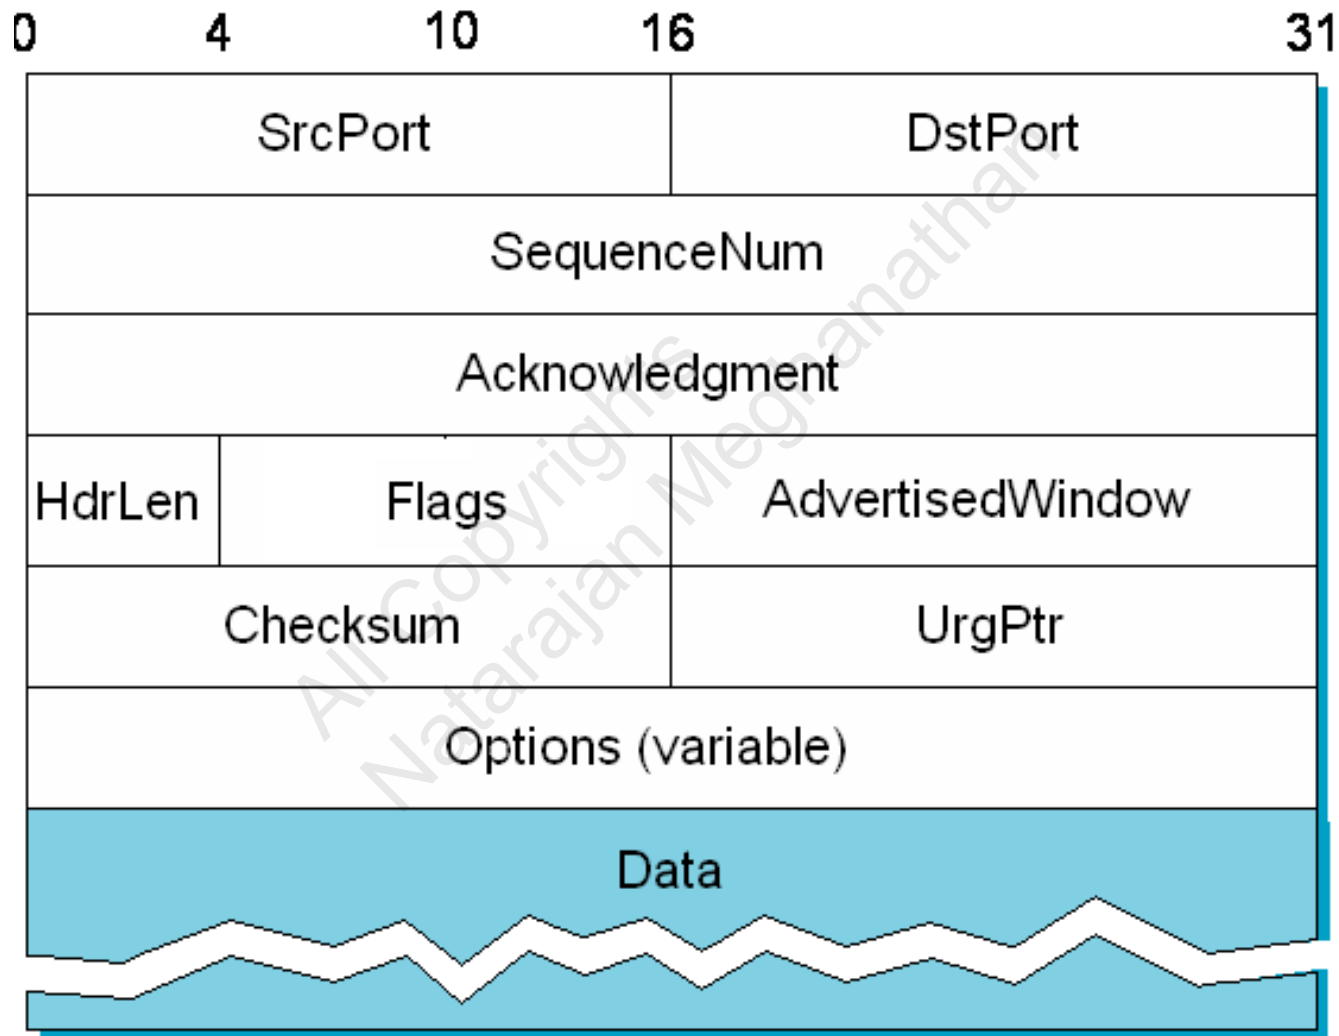 0 4 10 16 31
SrcPort DstPort
SequenceNum
Acknowledgment
HdrLen Flags AdvertisedWindow
Checksum UrgPtr
Options (variable)
Data
All Copyrights
Natarajan Meghanathan